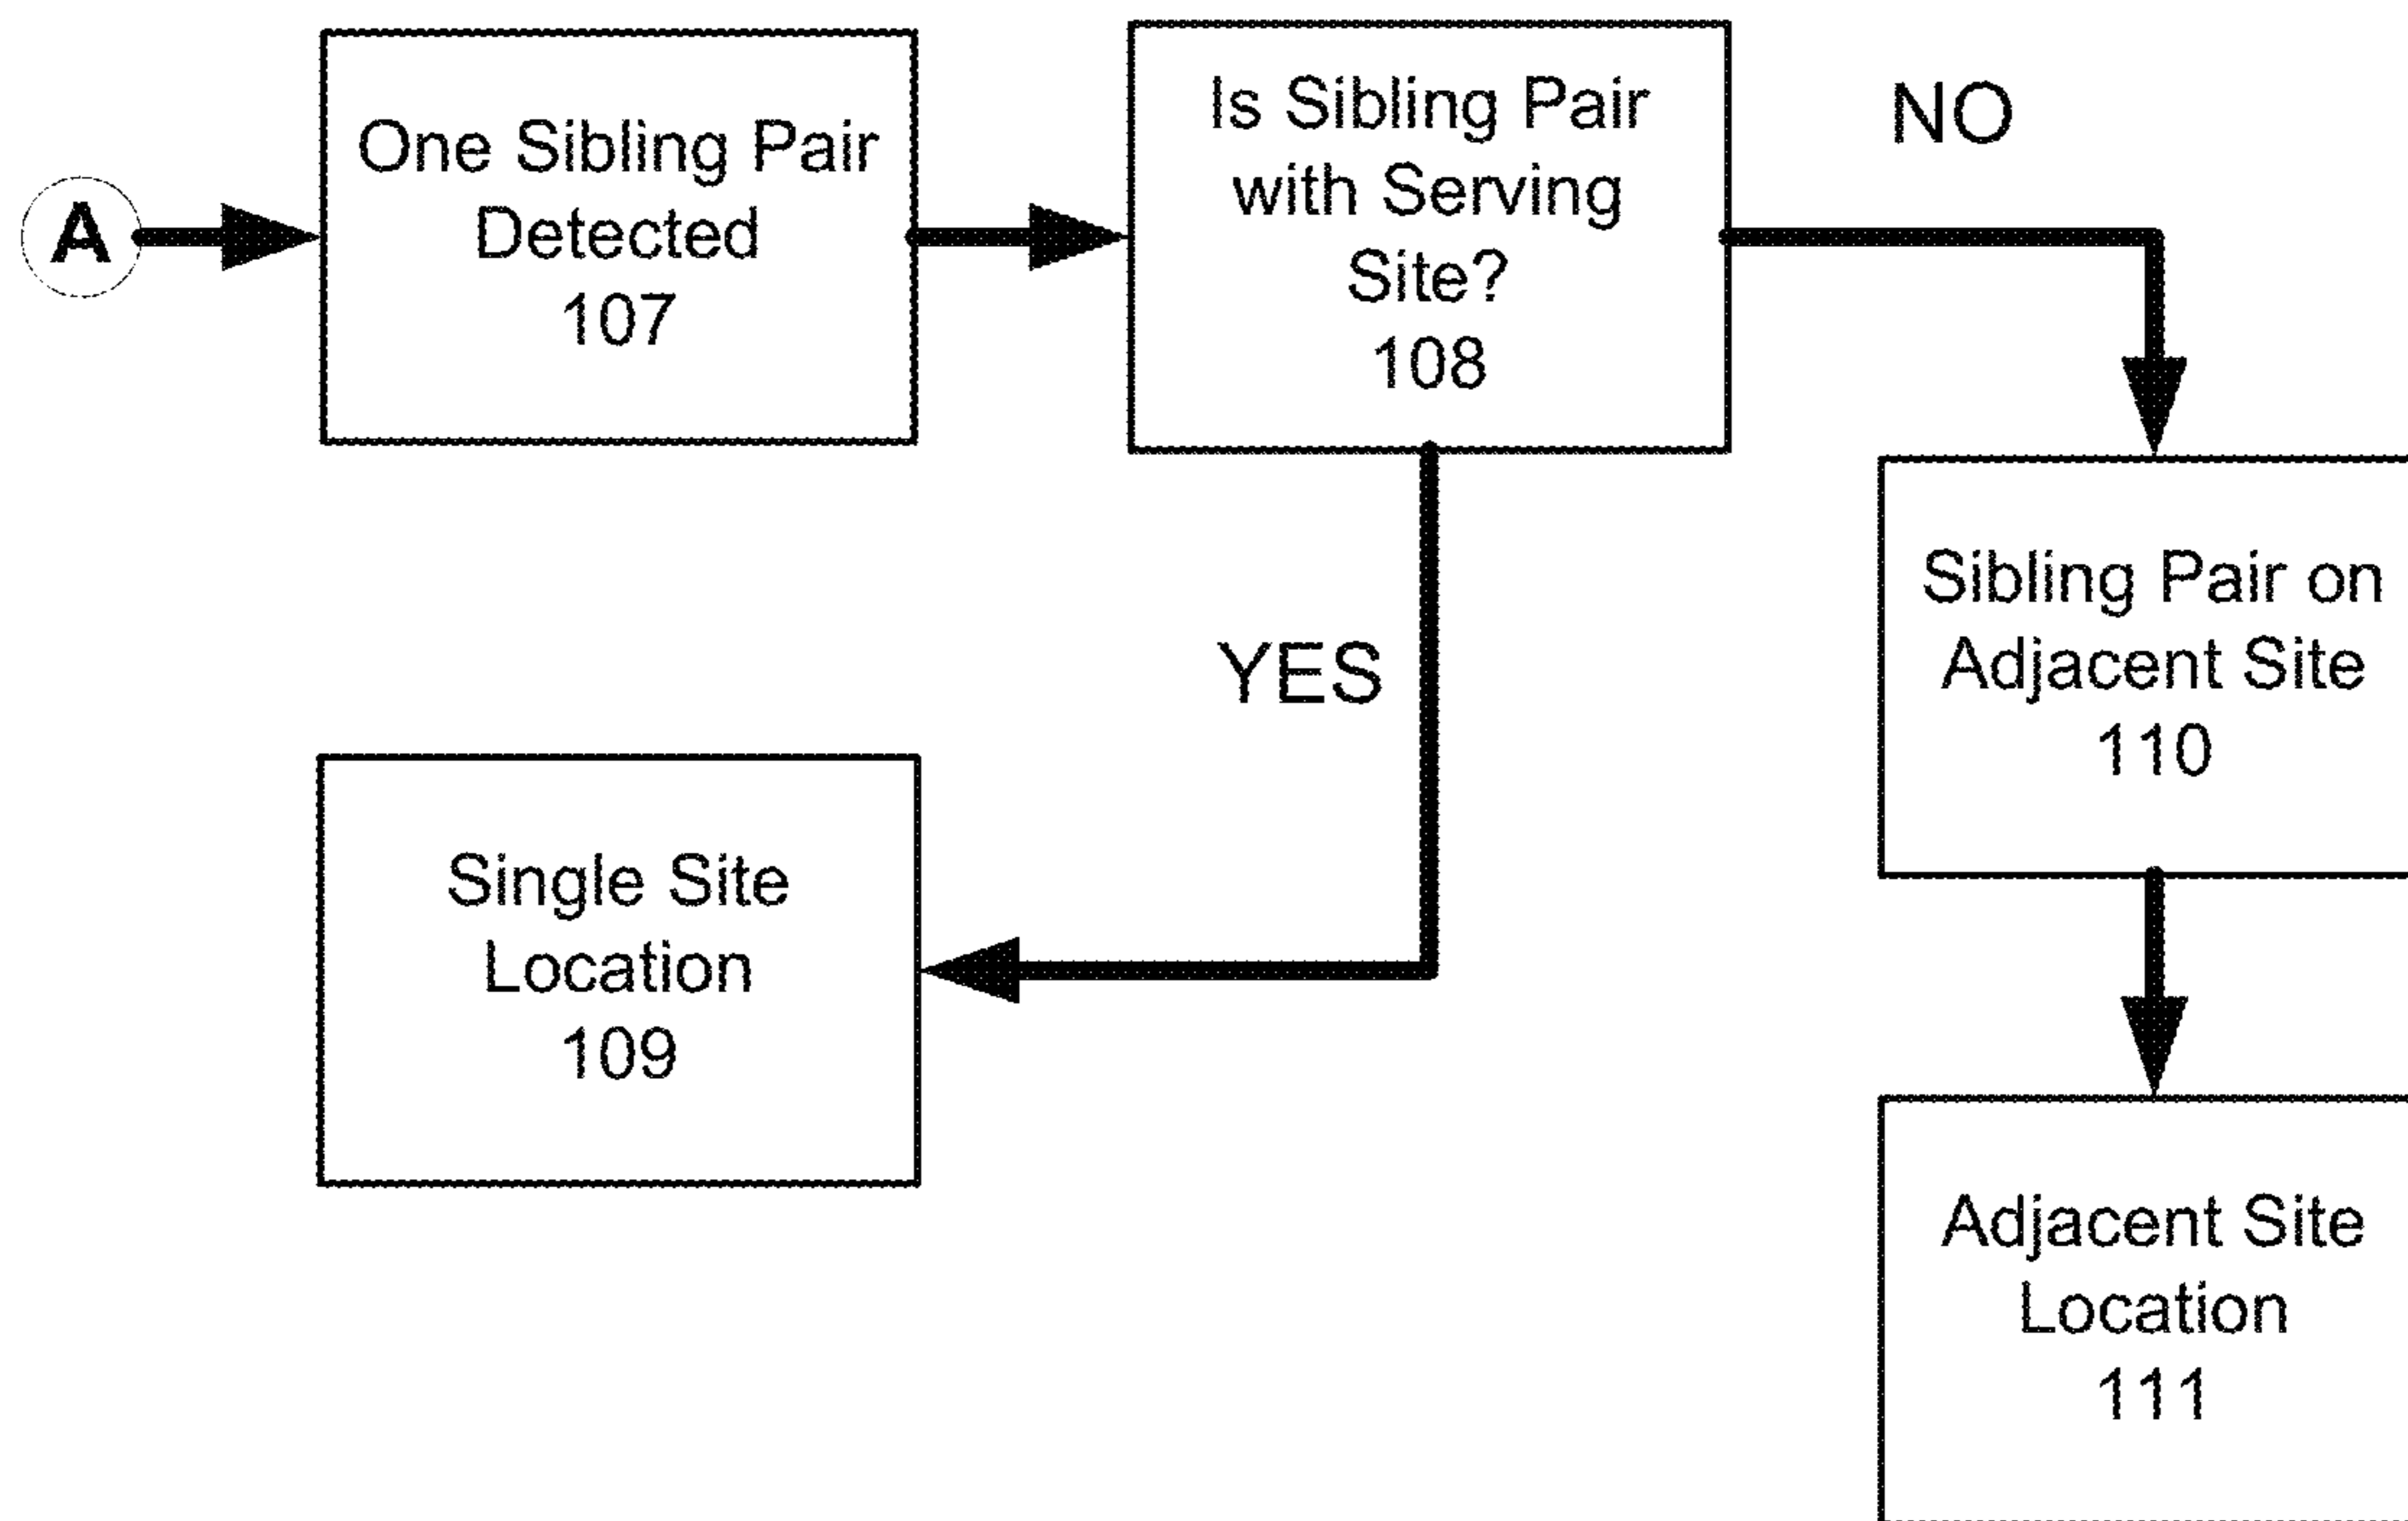 A
One Sibling Pair
Detected
107
Is Sibling Pair
with Serving
Site?
108
NO
YES
Sibling Pair on
Adjacent Site
110
Single Site
Location
109
Adjacent Site
Location
111